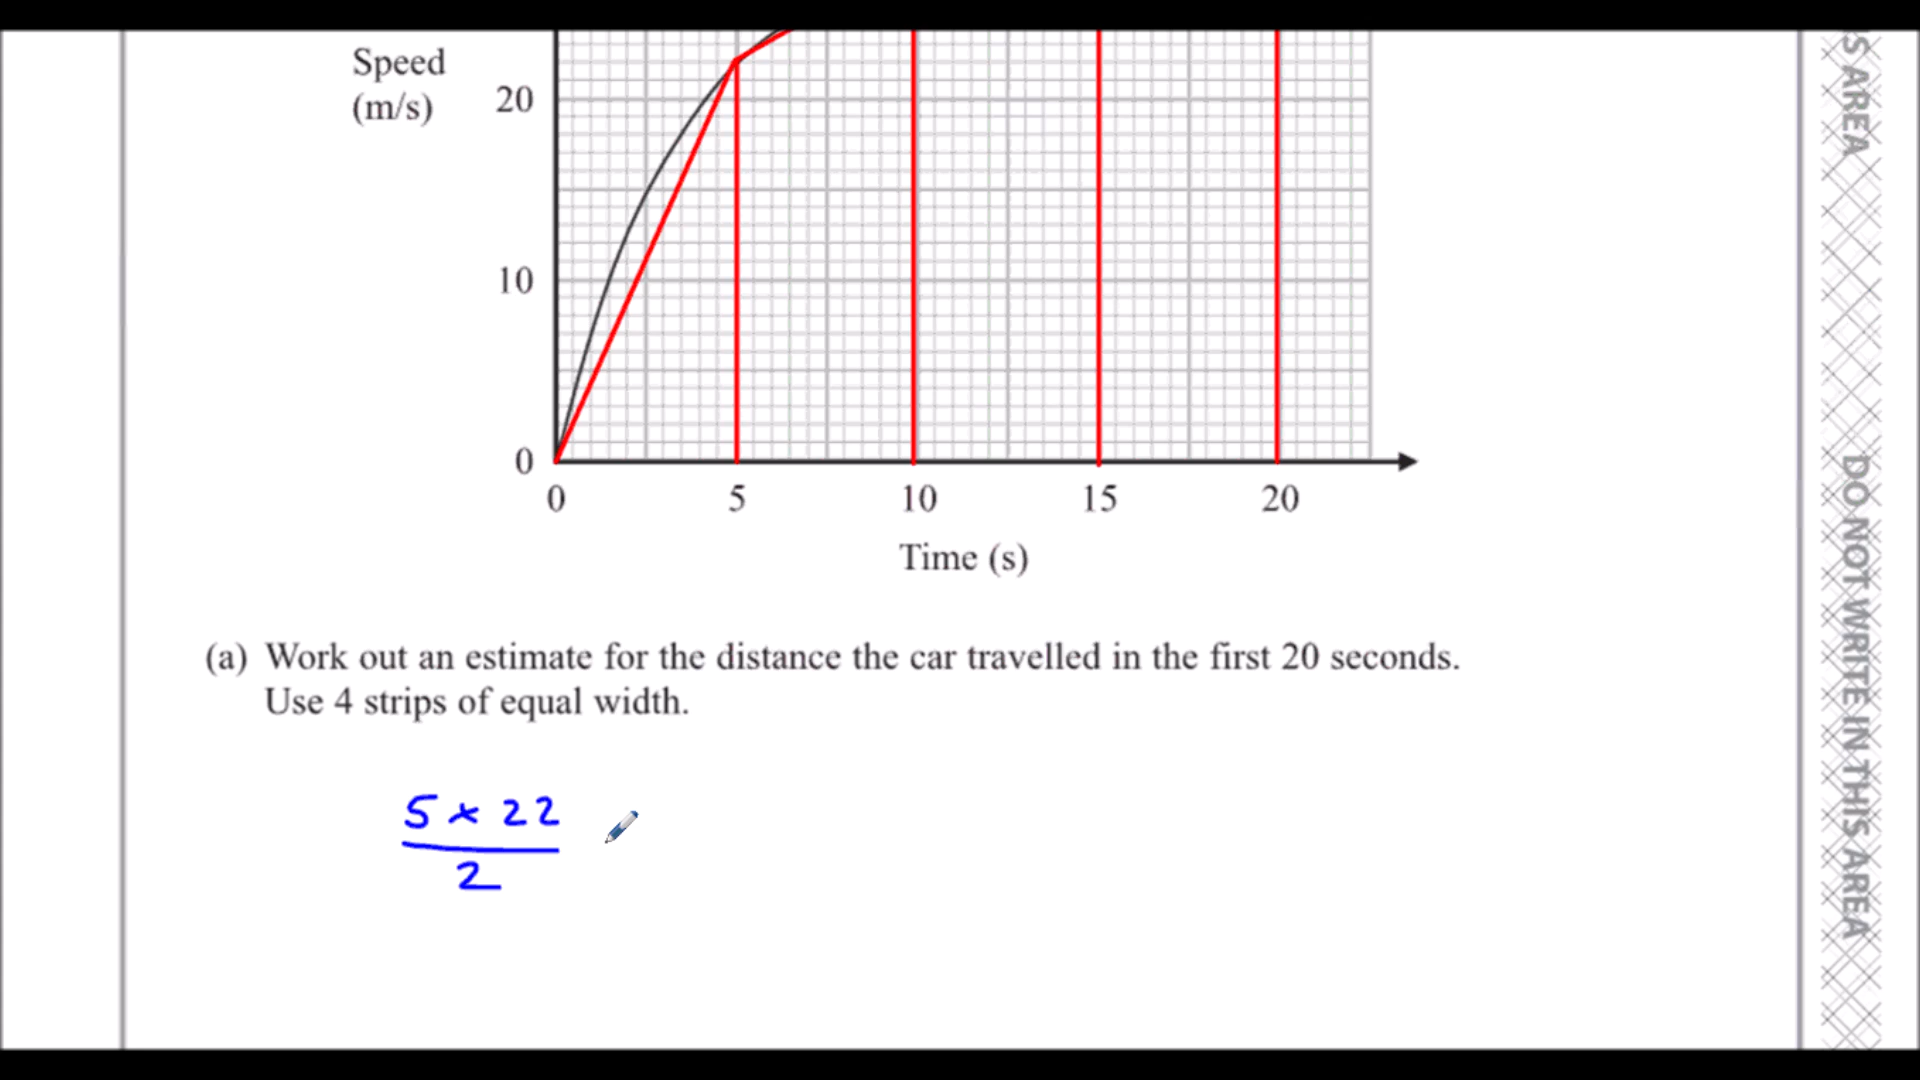 Speed
(m/s)
20
10
0
0 5 10 15 20
Time (s)
(a) Work out an estimate for the distance the car travelled in the first 20 seconds.
Use 4 strips of equal width.
5 × 22
2
S AREA
DO NOT WRITE IN THIS AREA